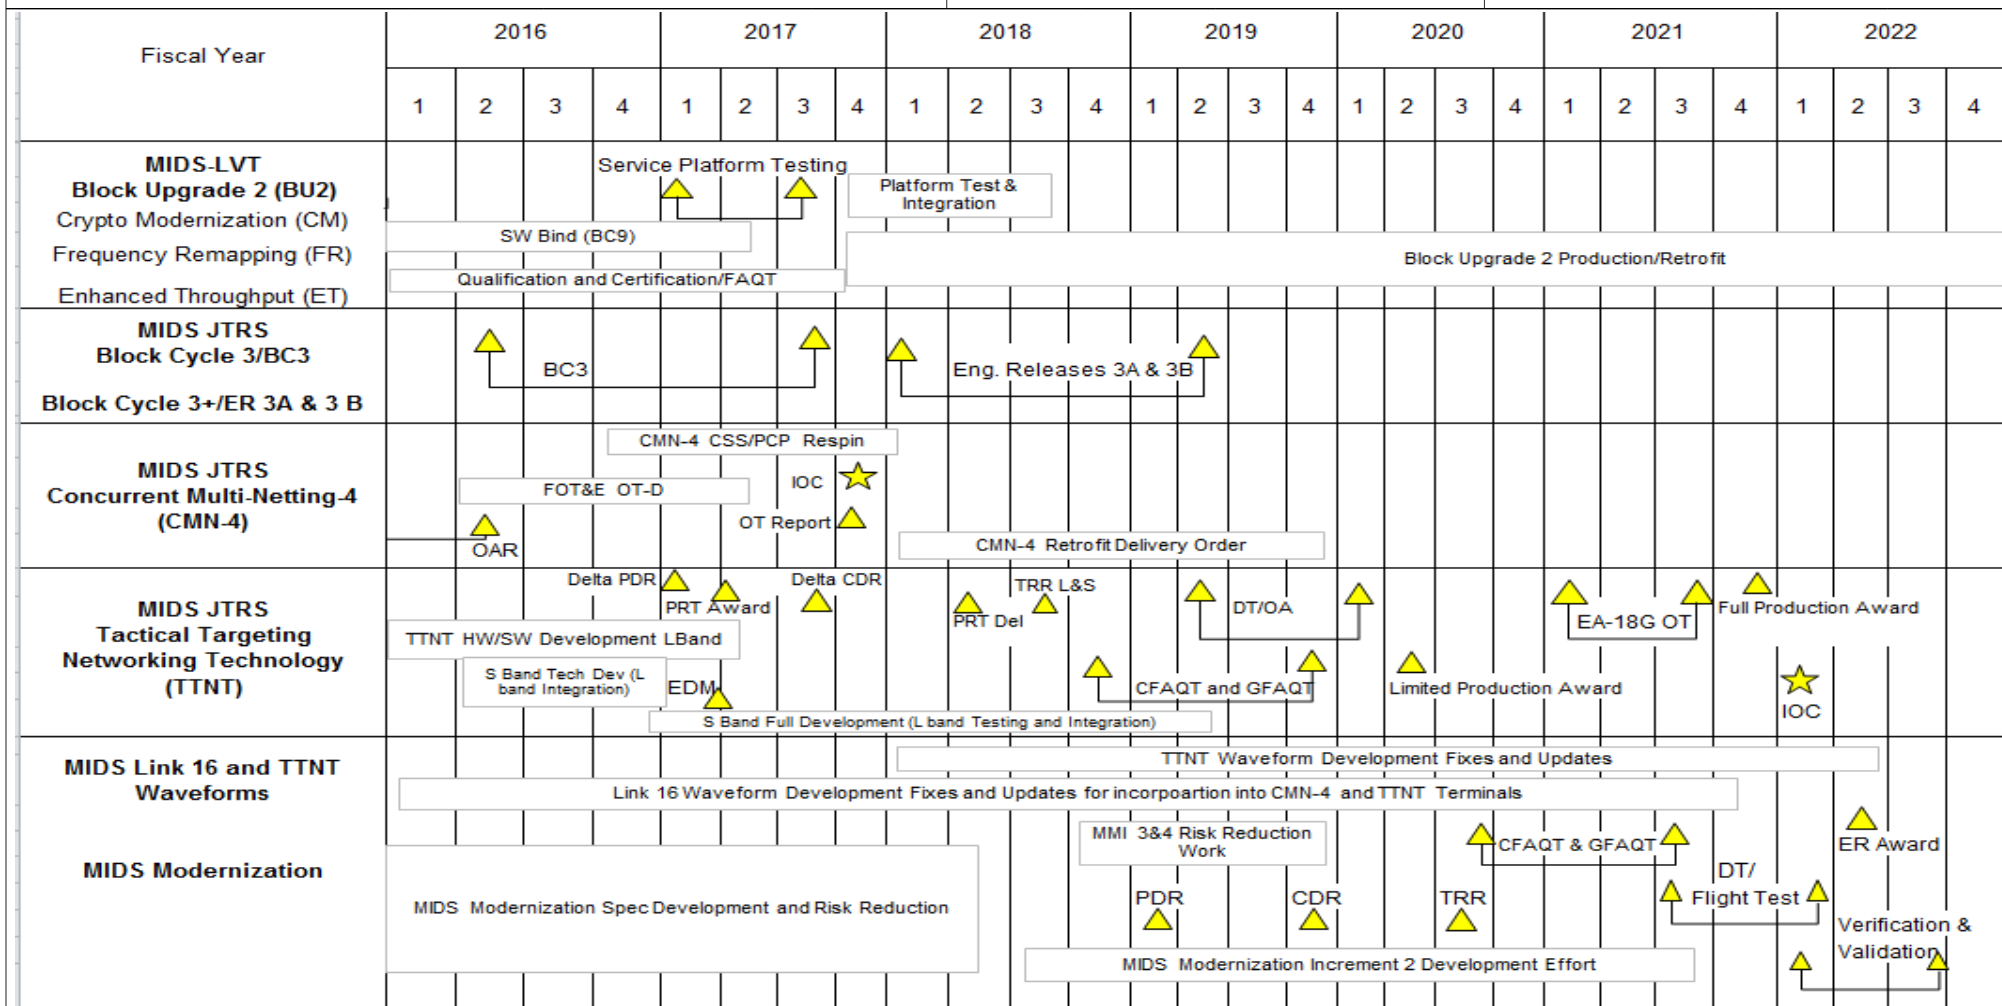 Fiscal Year
2016 2017 2018 2019 2020 2021 2022
1 2 3 4 1 2 3 4 1 2 3 4 1 2 3 4 1 2 3 4 1 2 3 4 1 2 3 4
MIDS-LVT
Block Upgrade 2 (BU2)
Crypto Modernization (CM)
Frequency Remapping (FR)
Enhanced Throughput (ET)
Service Platform Testing
Platform Test &
Integration
SW Bind (BC9)
Block Upgrade 2 Production/Retrofit
Qualification and Certification/FAQT
MIDS JTRS
Block Cycle 3/BC3
Block Cycle 3+/ER 3A & 3 B
BC3
Eng. Releases 3A & 3B
MIDS JTRS
Concurrent Multi-Netting-4
(CMN-4)
CMN-4 CSS/PCP Respin
IOC
FOT&E OT-D
OT Report
OAR
CMN-4 Retrofit Delivery Order
MIDS JTRS
Tactical Targeting
Networking Technology
(TTNT)
Delta PDR
PRT Award
Delta CDR
TRR L&S
PRT Del
DT/OA
EA-18G OT
Full Production Award
TTNT HW/SW Development LBand
S Band Tech Dev (L
band Integration)
EDM
CFAQT and GFAQT
Limited Production Award
IOC
S Band Full Development (L band Testing and Integration)
MIDS Link 16 and TTNT
Waveforms
TTNT Waveform Development Fixes and Updates
Link 16 Waveform Development Fixes and Updates for incorpoartion into CMN-4 and TTNT Terminals
MIDS Modernization
MMI 3&4 Risk Reduction
Work
CFAQT & GFAQT
ER Award
DT/
Flight Test
PDR
CDR
TRR
MIDS Modernization Spec Development and Risk Reduction
Verification &
Validation
MIDS Modernization Increment 2 Development Effort